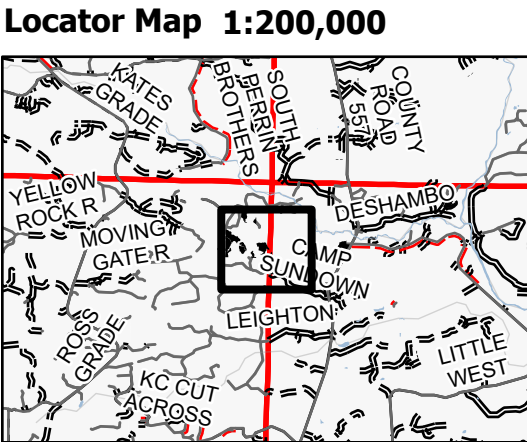 Locator Map 1:200,000
KATES
GRADE
BROTHERS
PERRIN
SOUTH
COUNTY
ROAD
557
YELLOW
ROCK R
DESHAMBO
MOVING
GATE R
CAMP
SUNDOWN
LEIGHTON
ROSS
GRADE
LITTLE
WEST
KC CUT
ACROSS